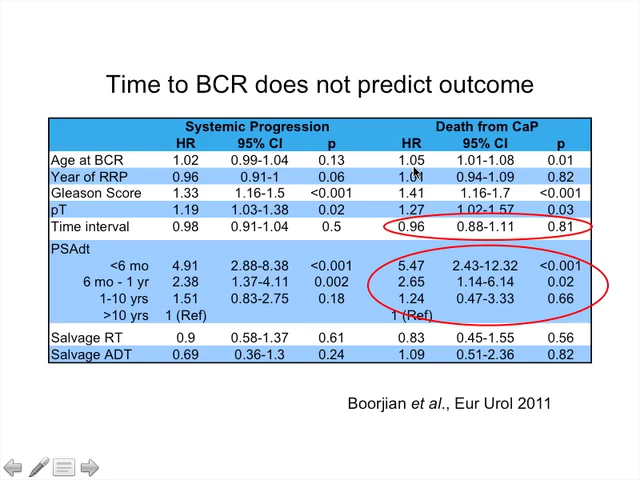 Time to BCR does not predict outcome
Systemic Progression Death from CaP
HR 95% CI p HR 95% CI p
Age at BCR 1.02 0.99-1.04 0.13 1.05 1.01-1.08 0.01
Year of RRP 0.96 0.91-1 0.06 1.01 0.94-1.09 0.82
Gleason Score 1.33 1.16-1.5 <0.001 1.41 1.16-1.7 <0.001
pT 1.19 1.03-1.38 0.02 1.27 1.02-1.57 0.03
Time interval 0.98 0.91-1.04 0.5 0.96 0.88-1.11 0.81
PSAdt
<6 mo 4.91 2.88-8.38 <0.001 5.47 2.43-12.32 <0.001
6 mo - 1 yr 2.38 1.37-4.11 0.002 2.65 1.14-6.14 0.02
1-10 yrs 1.51 0.83-2.75 0.18 1.24 0.47-3.33 0.66
>10 yrs 1 (Ref) 1 (Ref)
Salvage RT 0.9 0.58-1.37 0.61 0.83 0.45-1.55 0.56
Salvage ADT 0.69 0.36-1.3 0.24 1.09 0.51-2.36 0.82
Boorjian et al., Eur Urol 2011